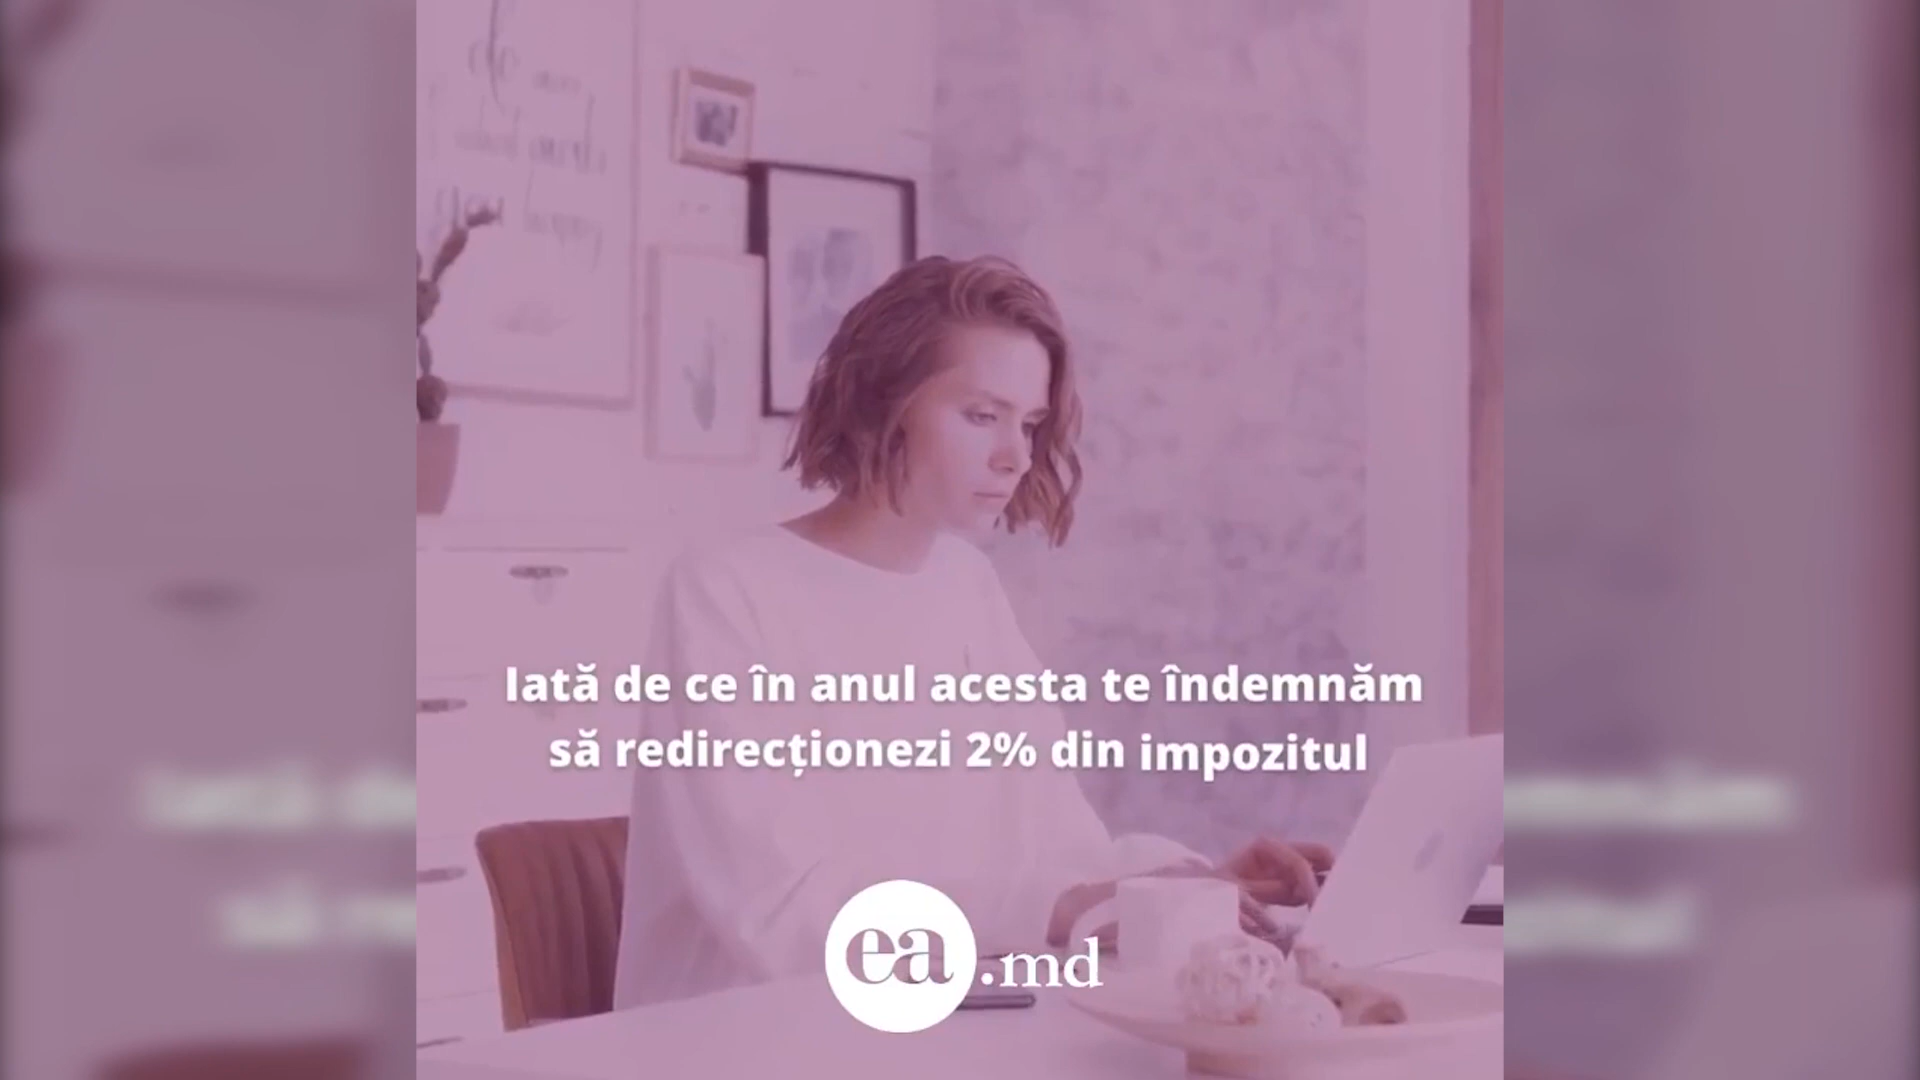 Iată de ce în anul acesta te îndemnăm
să redirecționezi 2% din impozitul
ea.md